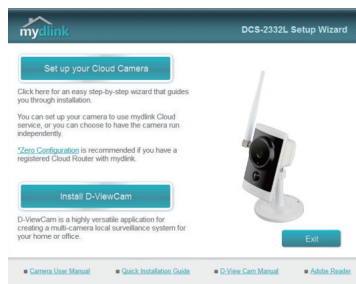 mydlink
DCS-2332L Setup Wizard
Set up your Cloud Camera
Click here for an easy step-by-step wizard that guides
you through installation.
You can set up your camera to use mydlink Cloud
service, or you can choose to have the camera run
independently.
*Zero Configuration is recommended if you have a
registered Cloud Router with mydlink.
Install D-ViewCam
D-ViewCam is a highly versatile application for
creating a multi-camera local surveillance system for
your home or office.
Exit
Camera User Manual
Quick Installation Guide
D-View Cam Manual
Adobe Reader